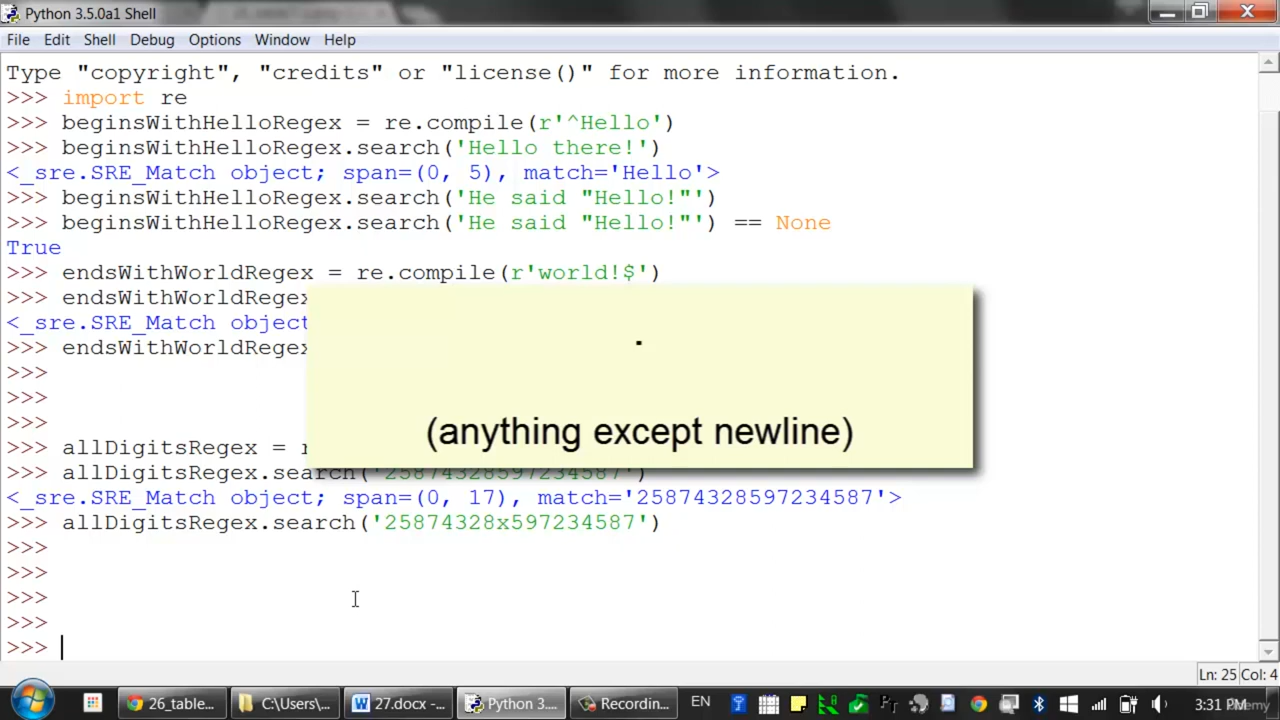 Python 3.5.0a1 Shell
File Edit Shell Debug Options Window Help
Type "copyright", "credits" or "license()" for more information.
>>> import re
>>> beginsWithHelloRegex = re.compile(r'^Hello')
>>> beginsWithHelloRegex.search('Hello there!')
<_sre.SRE_Match object; span=(0, 5), match='Hello'>
>>> beginsWithHelloRegex.search('He said "Hello!"')
>>> beginsWithHelloRegex.search('He said "Hello!"') == None
True
>>> endsWithWorldRegex = re.compile(r'world!$')
>>> endsWithWorldRegex
<_sre.SRE_Match object
>>> endsWithWorldRegex
>>>
>>>
>>>
.
(anything except newline)
>>> allDigitsRegex = r
>>> allDigitsRegex.search('25874328597234587')
<_sre.SRE_Match object; span=(0, 17), match='25874328597234587'>
>>> allDigitsRegex.search('25874328x597234587')
>>>
>>>
>>>
>>>
>>>
Ln: 25 Col: 4
26_table... C:\Users\... 27.docx -... Python 3.... Recordin... EN 3:31 PM